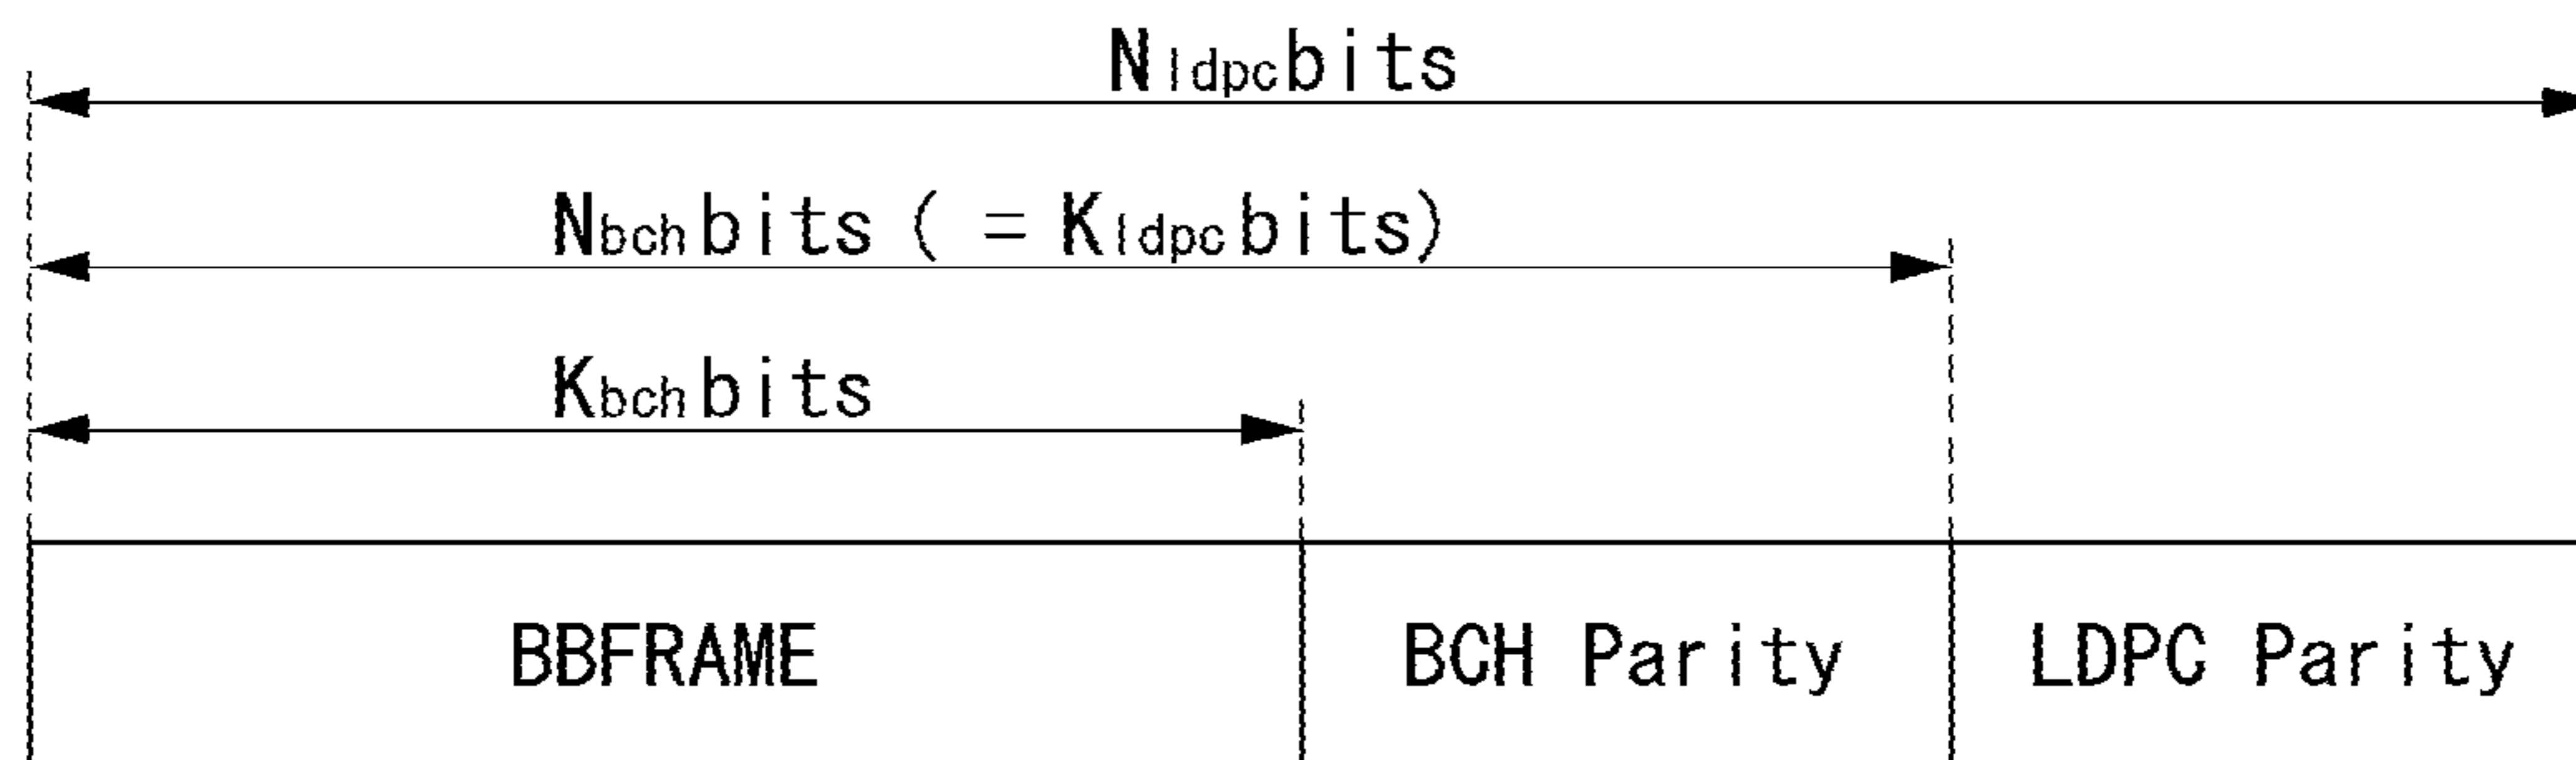 Nldpcbits
Nbchbits ( = Kldpcbits)
Kbchbits
BBFRAME BCH Parity LDPC Parity